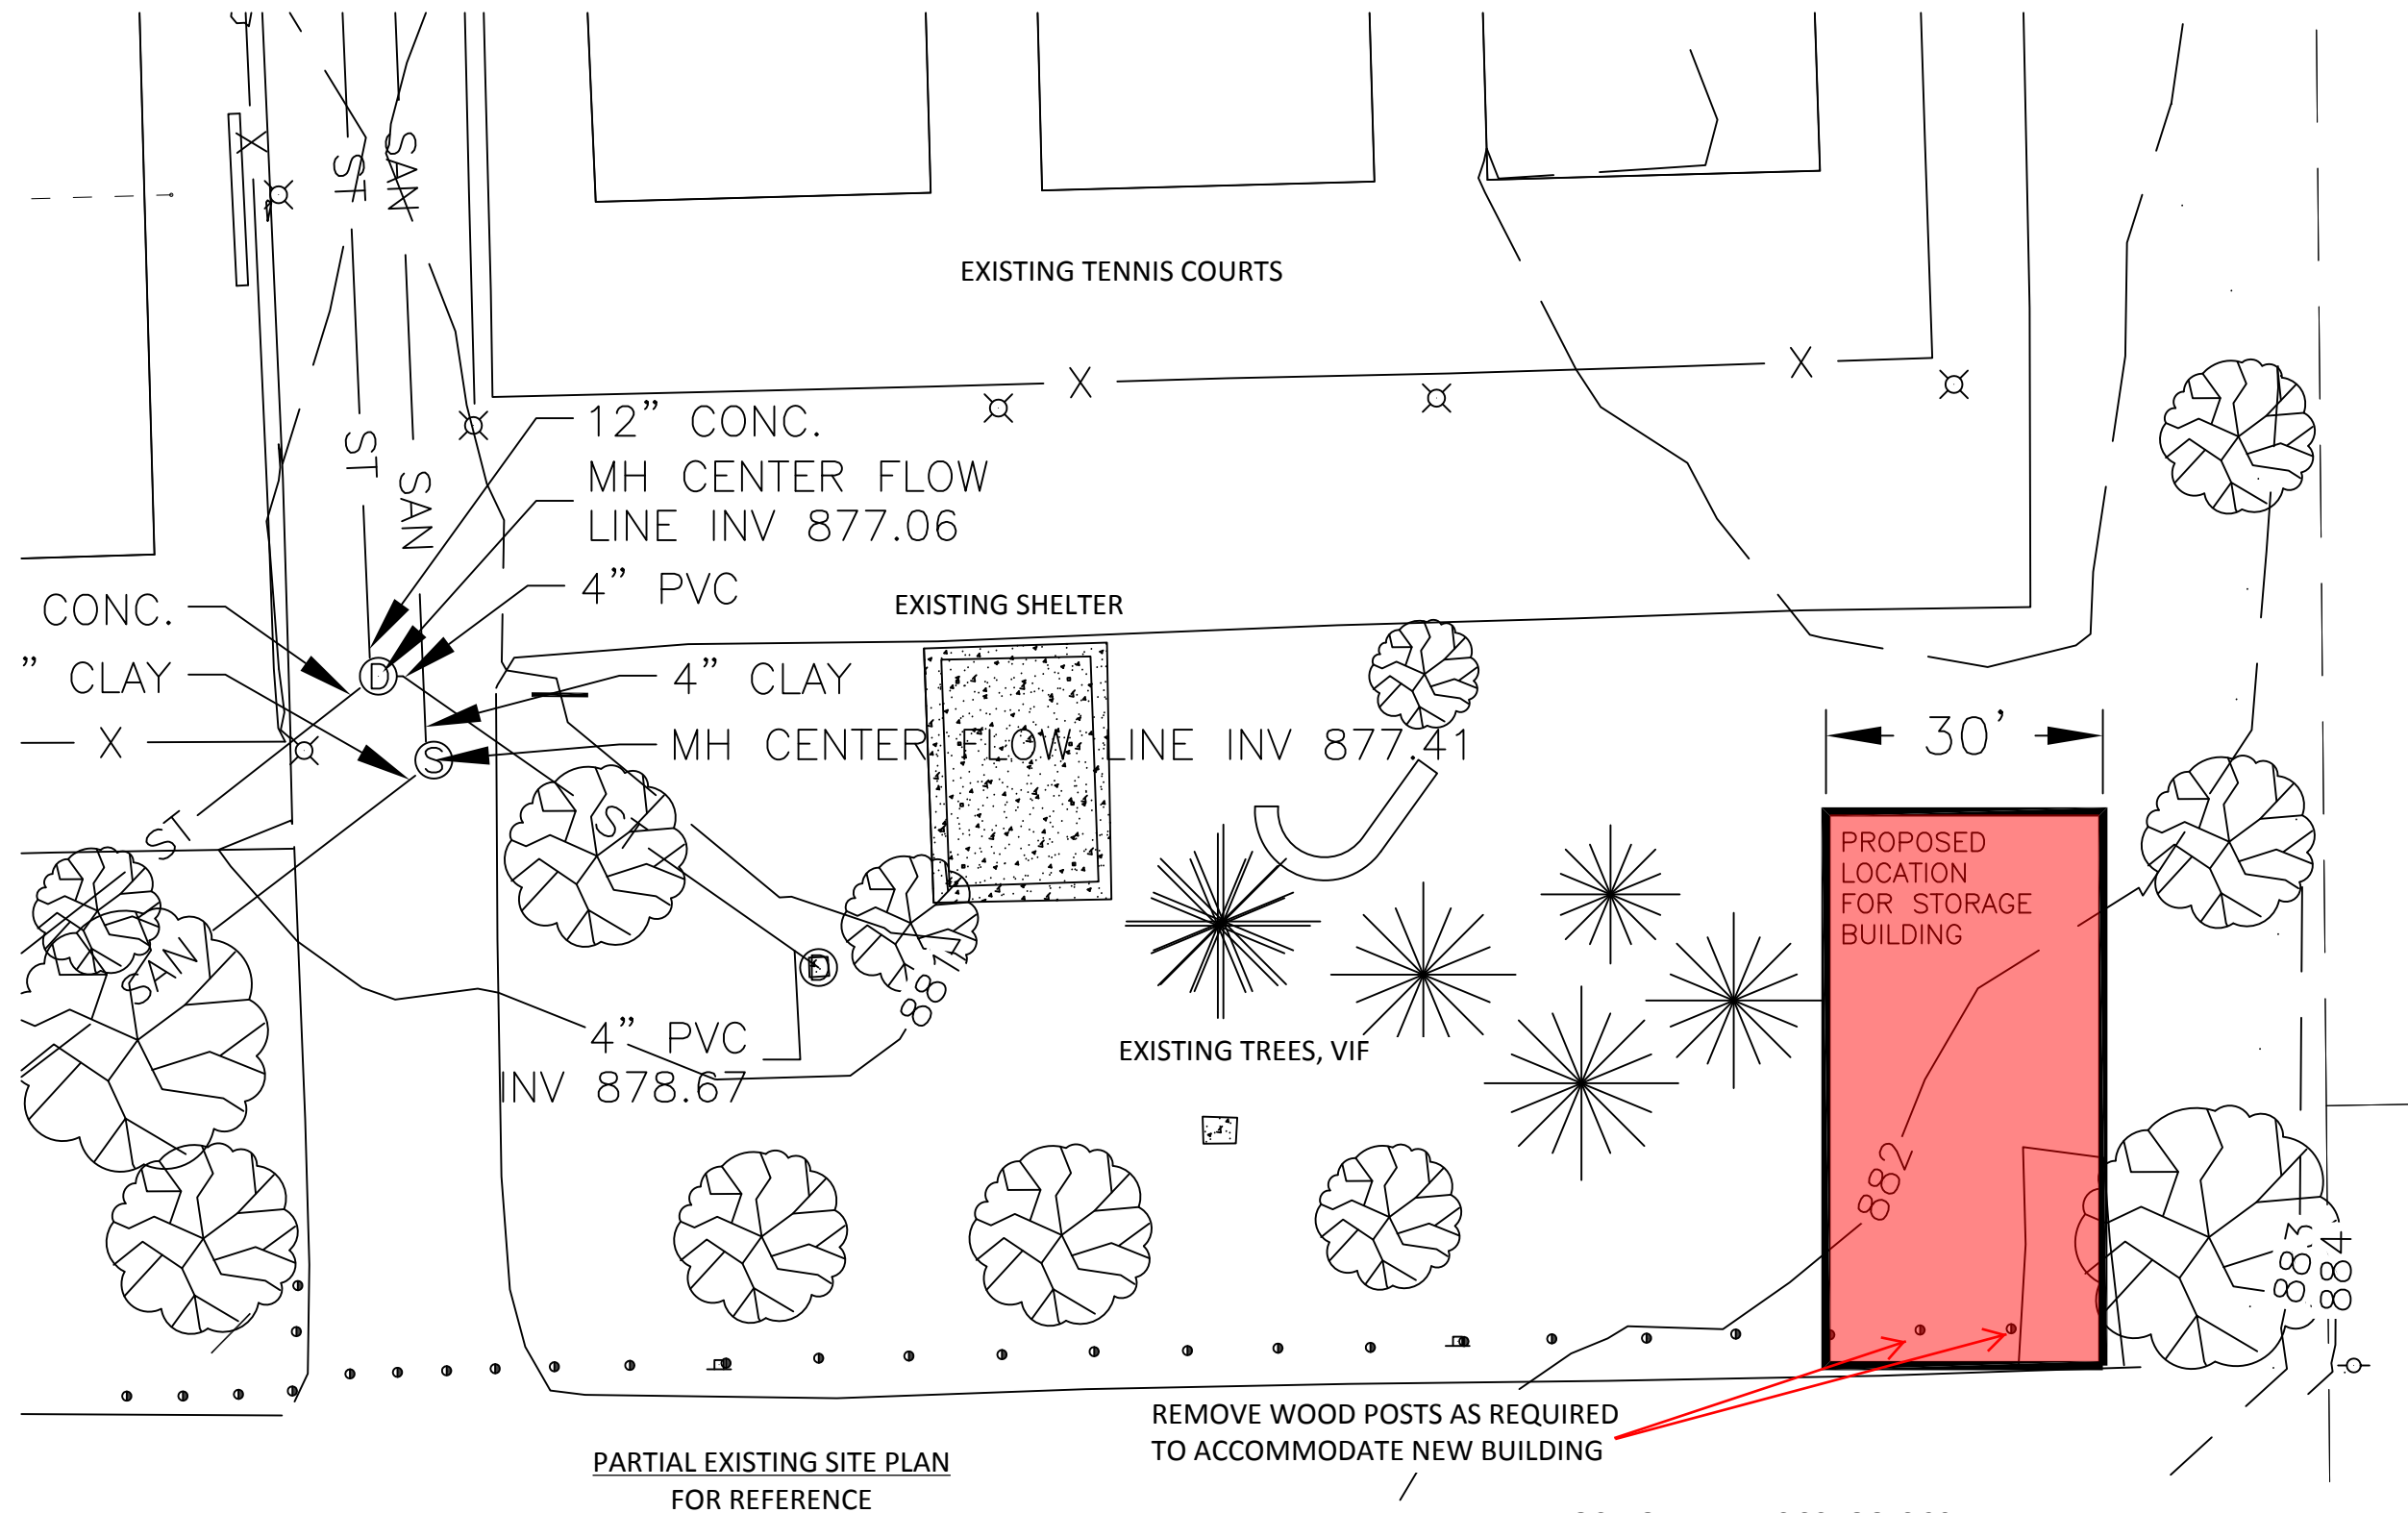 ST
SAN
X
EXISTING TENNIS COURTS
X
X
12” CONC.
ST
MH CENTER FLOW
LINE INV 877.06
SAN
4” PVC
CONC.
EXISTING SHELTER
D
” CLAY
4” CLAY
X
S
MH CENTER FLOW LINE INV 877.41
30’
ST
PROPOSED
LOCATION
FOR STORAGE
BUILDING
SAN
D
881
4” PVC
EXISTING TREES, VIF
INV 878.67
882
883
884
REMOVE WOOD POSTS AS REQUIRED
TO ACCOMMODATE NEW BUILDING
PARTIAL EXISTING SITE PLAN
FOR REFERENCE